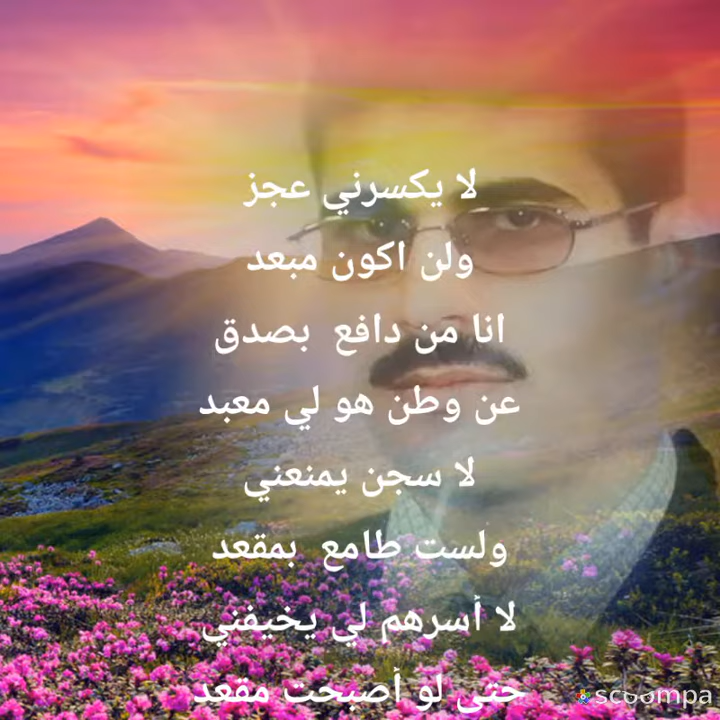 لا يكسرني عجز
ولن اكون مبعد
انا من دافع بصدق
عن وطن هو لي معبد
لا سجن يمنعني
ولست طامع بمقعد
لا أسرهم لي يخيفني
حتى لو أصبحت مقعد
scoompa